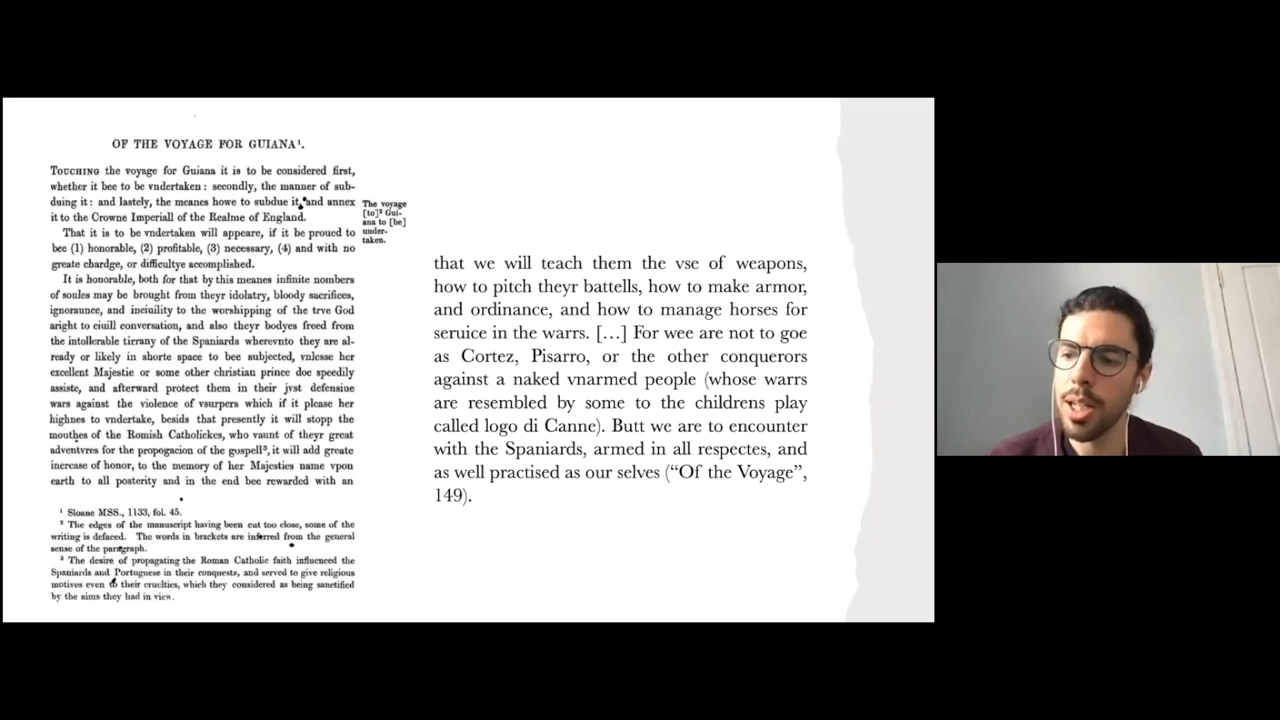 OF THE VOYAGE FOR GUIANA¹.
TOUCHING the voyage for Guiana it is to be considered first,
whether it bee to be vndertaken : secondly, the manner of sub-
duing it : and lastely, the meanes howe to subdue it, and annex
it to the Crowne Imperiall of the Realme of England.
The voyage
[to]² Gui-
ana to [be]
under-
taken.
That it is to be vndertaken will appeare, if it be proued to
bee (1) honorable, (2) profitable, (3) necessary, (4) and with no
greate chardge, or difficultye accomplished.
It is honorable, both for that by this meanes infinite nombers
of soules may be brought from theyr idolatry, bloody sacrifices,
ignoraunce, and inciuility to the worshipping of the trve God
aright to ciuill conversation, and also theyr bodyes freed from
the intollerable tirrany of the Spaniards wherevnto they are al-
ready or likely in shorte space to bee subjected, vnlesse her
excellent Majestie or some other christian prince doe speedily
assiste, and afterward protect them in their jvst defensiue
wars against the violence of vsurpers which if it please her
highnes to vndertake, besids that presently it will stopp the
mouthes of the Romish Catholickes, who vaunt of theyr great
adventvres for the propogacion of the gospell³, it will add greate
increase of honor, to the memory of her Majesties name vpon
earth to all posterity and in the end bee rewarded with an
¹ Sloane MSS., 1133, fol. 45.
² The edges of the manuscript having been cut too close, some of the
writing is defaced. The words in brackets are inferred from the general
sense of the paragraph.
³ The desire of propagating the Roman Catholic faith influenced the
Spaniards and Portuguese in their conquests, and served to give religious
motives even to their cruelties, which they considered as being sanctified
by the aims they had in view.
that we will teach them the vse of weapons,
how to pitch theyr battells, how to make armor,
and ordinance, and how to manage horses for
seruice in the warrs. […] For wee are not to goe
as Cortez, Pisarro, or the other conquerors
against a naked vnarmed people (whose warrs
are resembled by some to the childrens play
called logo di Canne). Butt we are to encounter
with the Spaniards, armed in all respectes, and
as well practised as our selves (“Of the Voyage”,
149).